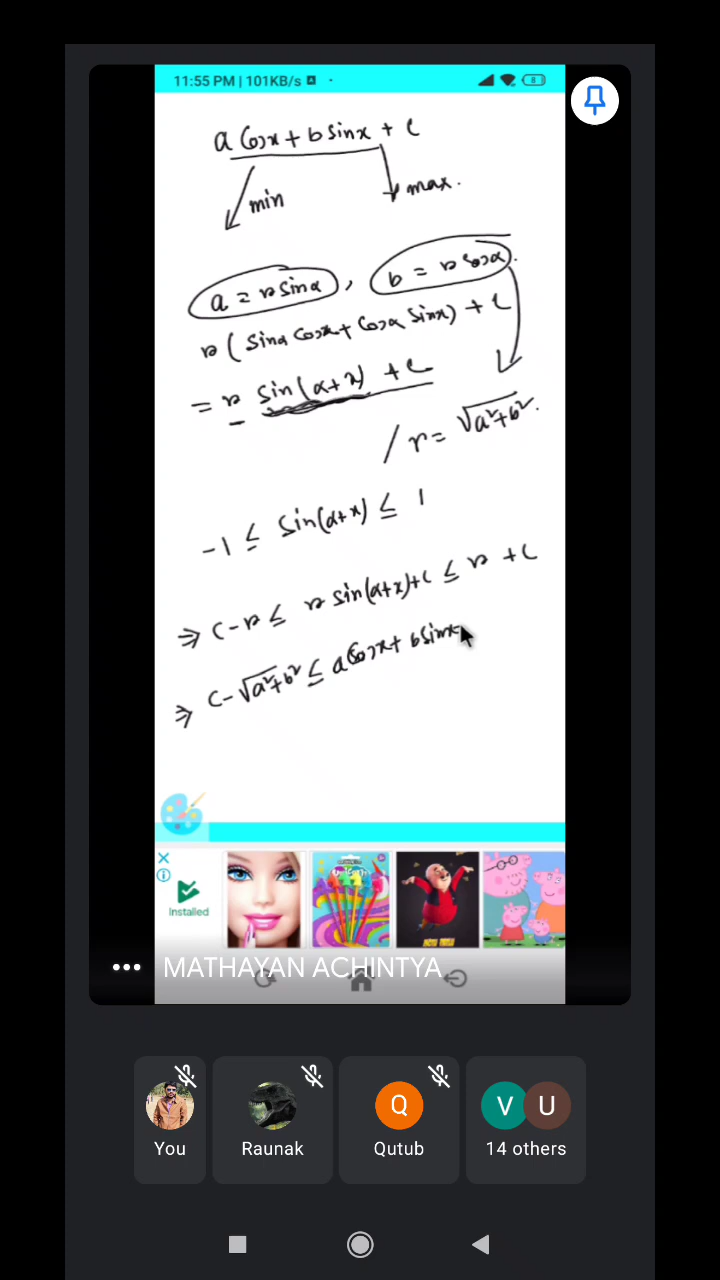 11:55 PM | 101KB/s
a Cosx + b sinx + c
min
max.
a = r sinα , b = r cosα.
r ( sinα cosx + cosα sinx ) + c
= r sin(α+x) + c
/ r = √a²+b².
-1 ≤ sin(α+x) ≤ 1
⇒ c-r ≤ r sin(α+x)+c ≤ r + c
⇒ c-√a²+b² ≤ a Cosx + b sinx
Installed
MATHAYAN ACHINTYA
You
Raunak
Q
Qutub
V U
14 others